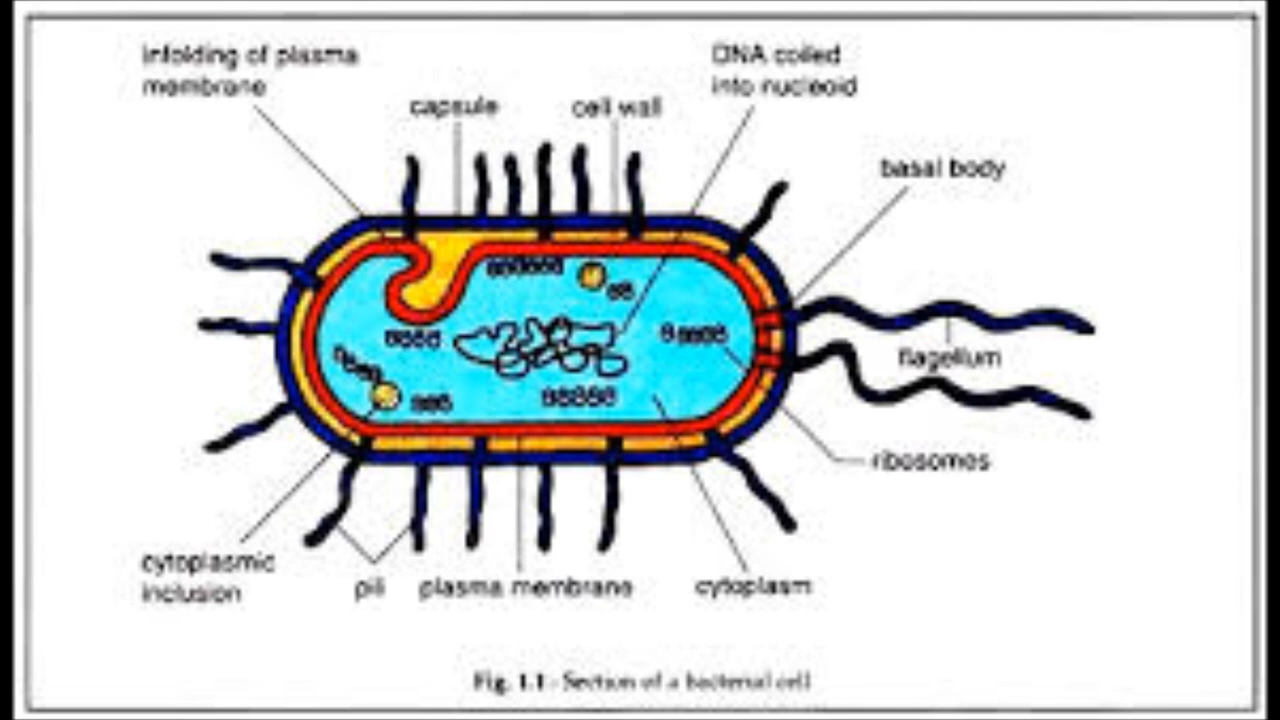 infolding of plasma
membrane
DNA coiled
into nucleoid
capsule
cell wall
basal body
flagellum
ribosomes
cytoplasmic
inclusion
pili
plasma membrane
cytoplasm
Fig. 1.1- Section of a bacterial cell